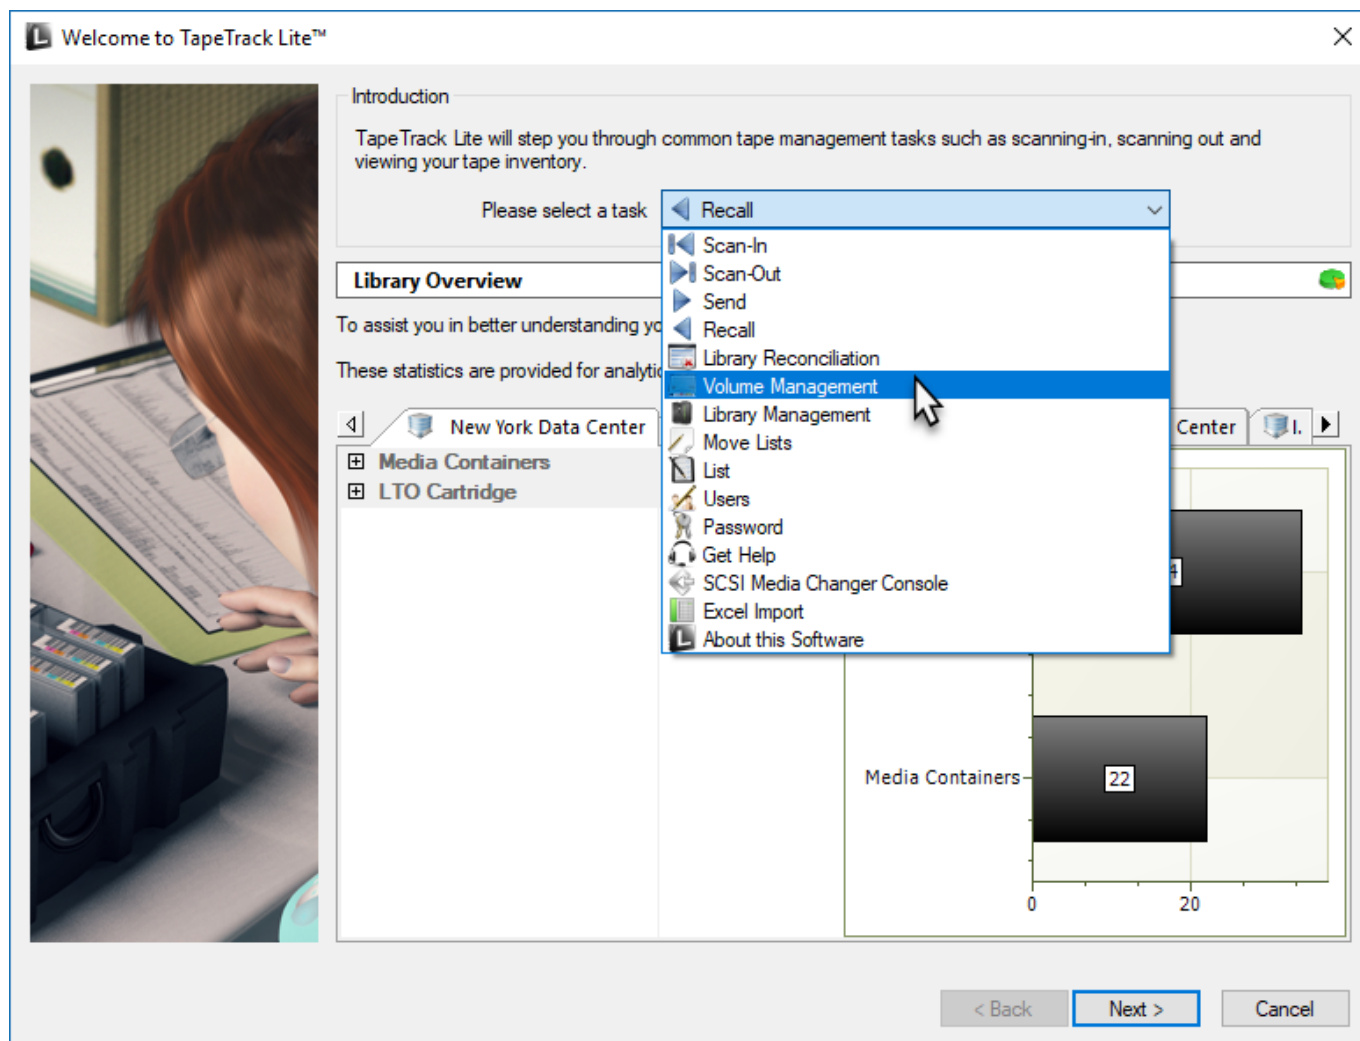 Welcome to TapeTrack Lite™
Introduction
TapeTrack Lite will step you through common tape management tasks such as scanning-in, scanning out and
viewing your tape inventory.
Please select a task
Recall
Scan-In
Scan-Out
Send
Recall
Library Reconciliation
Volume Management
Library Management
Move Lists
List
Users
Password
Get Help
SCSI Media Changer Console
Excel Import
About this Software
Library Overview
To assist you in better understanding
These statistics are provided for
New York Data Center
Center
I.
Media Containers
LTO Cartridge
4
Media Containers
22
0
20
< Back
Next >
Cancel